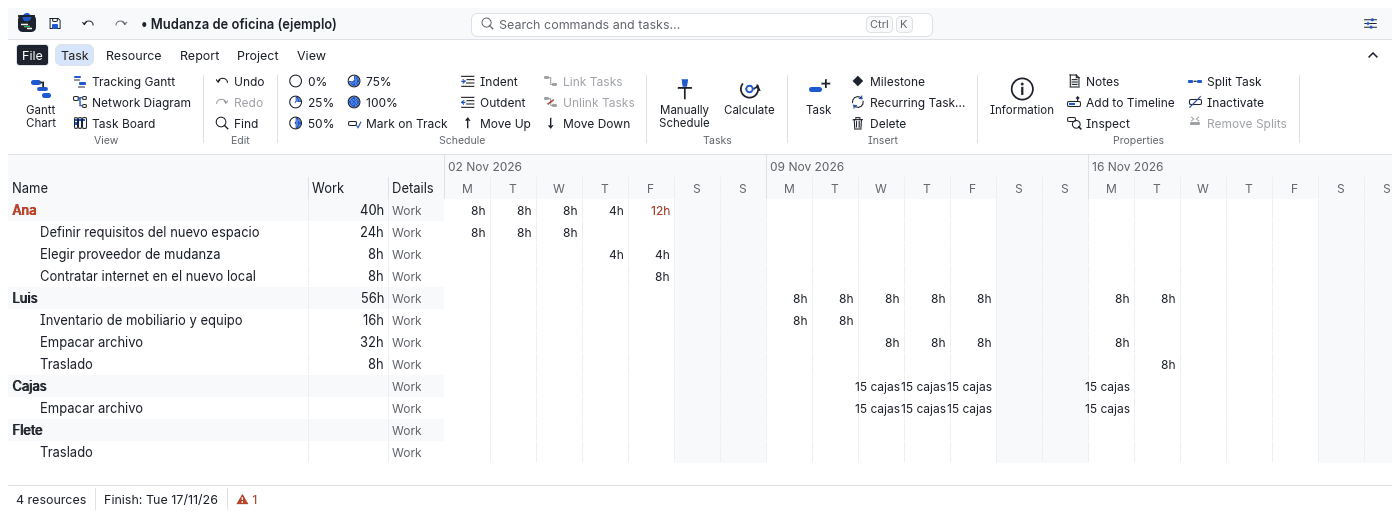 • Mudanza de oficina (ejemplo)
Search commands and tasks...
Ctrl K
File Task Resource Report Project View
Gantt Chart
Tracking Gantt
Network Diagram
Task Board
View
Undo
Redo
Find
Edit
0% 75%
25% 100%
50% Mark on Track
Indent Link Tasks
Outdent Unlink Tasks
Move Up Move Down
Schedule
Manually Schedule
Calculate
Tasks
Task
Milestone
Recurring Task...
Delete
Insert
Information
Notes
Add to Timeline
Inspect
Split Task
Inactivate
Remove Splits
Properties
02 Nov 2026 09 Nov 2026 16 Nov 2026
Name Work Details M T W T F S S M T W T F S S M T W T F S S
Ana 40h Work 8h 8h 8h 4h 12h
Definir requisitos del nuevo espacio 24h Work 8h 8h 8h
Elegir proveedor de mudanza 8h Work 4h 4h
Contratar internet en el nuevo local 8h Work 8h
Luis 56h Work 8h 8h 8h 8h 8h 8h 8h
Inventario de mobiliario y equipo 16h Work 8h 8h
Empacar archivo 32h Work 8h 8h 8h 8h
Traslado 8h Work 8h
Cajas Work 15 cajas 15 cajas 15 cajas 15 cajas
Empacar archivo Work 15 cajas 15 cajas 15 cajas 15 cajas
Flete Work
Traslado Work
4 resources Finish: Tue 17/11/26 1